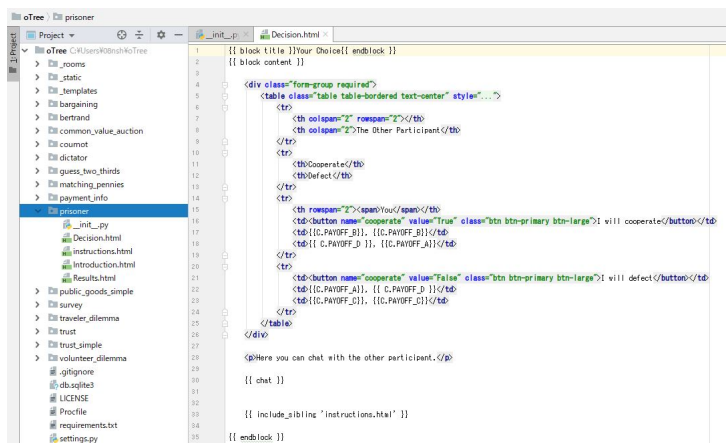 oTree
prisoner
Project
__init__.py
Decision.html
1: Project
oTree C:¥Users¥08nsh¥oTree
_rooms
_static
_templates
bargaining
bertrand
common_value_auction
cournot
dictator
guess_two_thirds
matching_pennies
payment_info
prisoner
__init__.py
Decision.html
instructions.html
Introduction.html
Results.html
public_goods_simple
survey
traveler_dilemma
trust
trust_simple
volunteer_dilemma
.gitignore
db.sqlite3
LICENSE
Procfile
requirements.txt
settings.py
1 {{ block title }}Your Choice{{ endblock }}
2 {{ block content }}
3
4 <div class="form-group required">
5 <table class="table table-bordered text-center" style="...">
6 <tr>
7 <th colspan="2" rowspan="2"></th>
8 <th colspan="2">The Other Participant</th>
9 </tr>
10 <tr>
11 <th>Cooperate</th>
12 <th>Defect</th>
13 </tr>
14 <tr>
15 <th rowspan="2"><span>You</span></th>
16 <td><button name="cooperate" value="True" class="btn btn-primary btn-large">I will cooperate</button></td>
17 <td>{{C.PAYOFF_B}}, {{C.PAYOFF_B}}</td>
18 <td>{{ C.PAYOFF_D }}, {{C.PAYOFF_A}}</td>
19 </tr>
20 <tr>
21 <td><button name="cooperate" value="False" class="btn btn-primary btn-large">I will defect</button></td>
22 <td>{{C.PAYOFF_A}}, {{ C.PAYOFF_D }}</td>
23 <td>{{C.PAYOFF_C}}, {{C.PAYOFF_C}}</td>
24 </tr>
25 </table>
26 </div>
27
28 <p>Here you can chat with the other participant.</p>
29
30 {{ chat }}
31
32
33 {{ include_sibling 'instructions.html' }}
34
35 {{ endblock }}